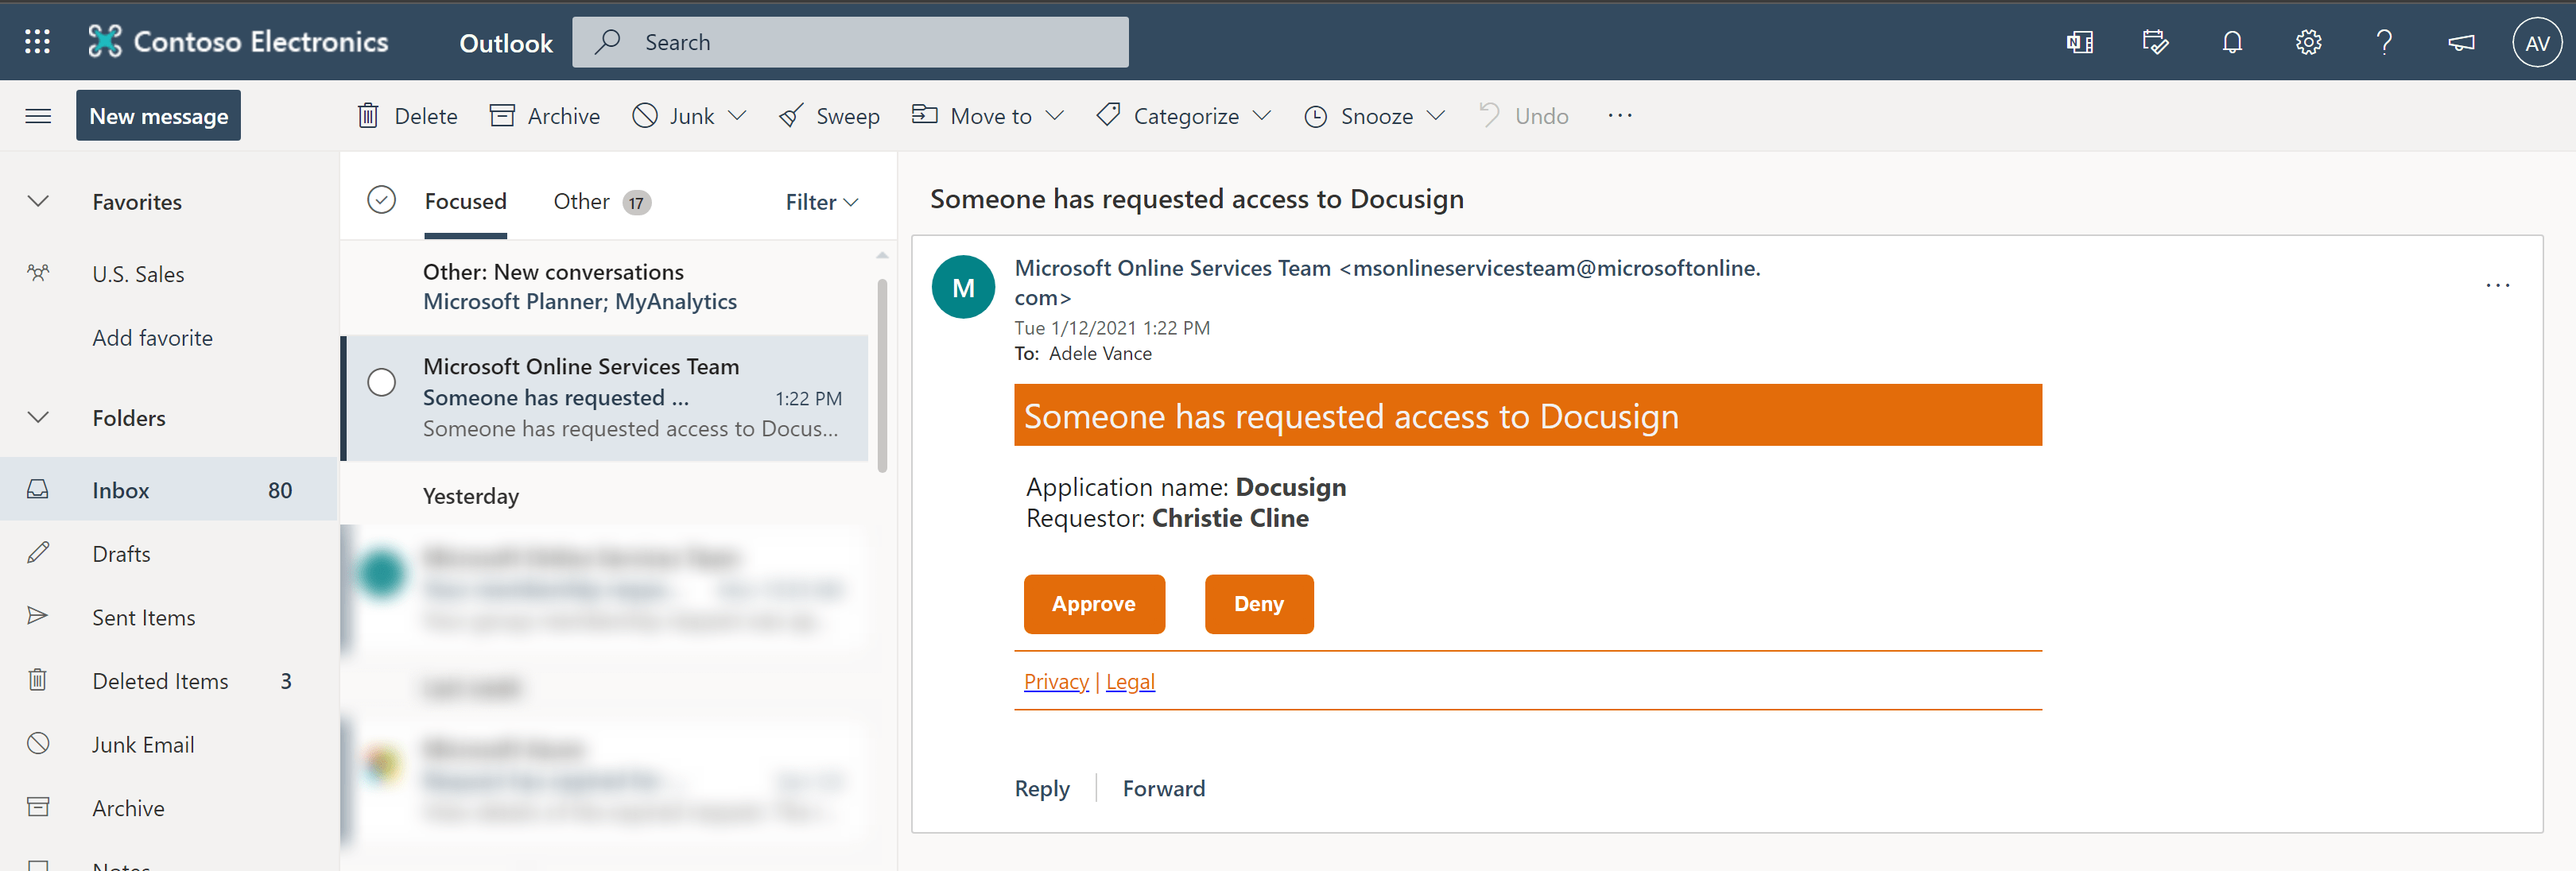 Contoso Electronics
Outlook
Search
AV
New message
Delete
Archive
Junk
Sweep
Move to
Categorize
Snooze
Undo
Favorites
U.S. Sales
Add favorite
Folders
Inbox 80
Drafts
Sent Items
Deleted Items 3
Junk Email
Archive
Notes
Focused
Other 17
Filter
Other: New conversations
Microsoft Planner; MyAnalytics
Microsoft Online Services Team
Someone has requested ... 1:22 PM
Someone has requested access to Docus...
Yesterday
Someone has requested access to Docusign
M
Microsoft Online Services Team <msonlineservicesteam@microsoftonline.
com>
Tue 1/12/2021 1:22 PM
To: Adele Vance
Someone has requested access to Docusign
Application name: Docusign
Requestor: Christie Cline
Approve
Deny
Privacy | Legal
Reply
Forward